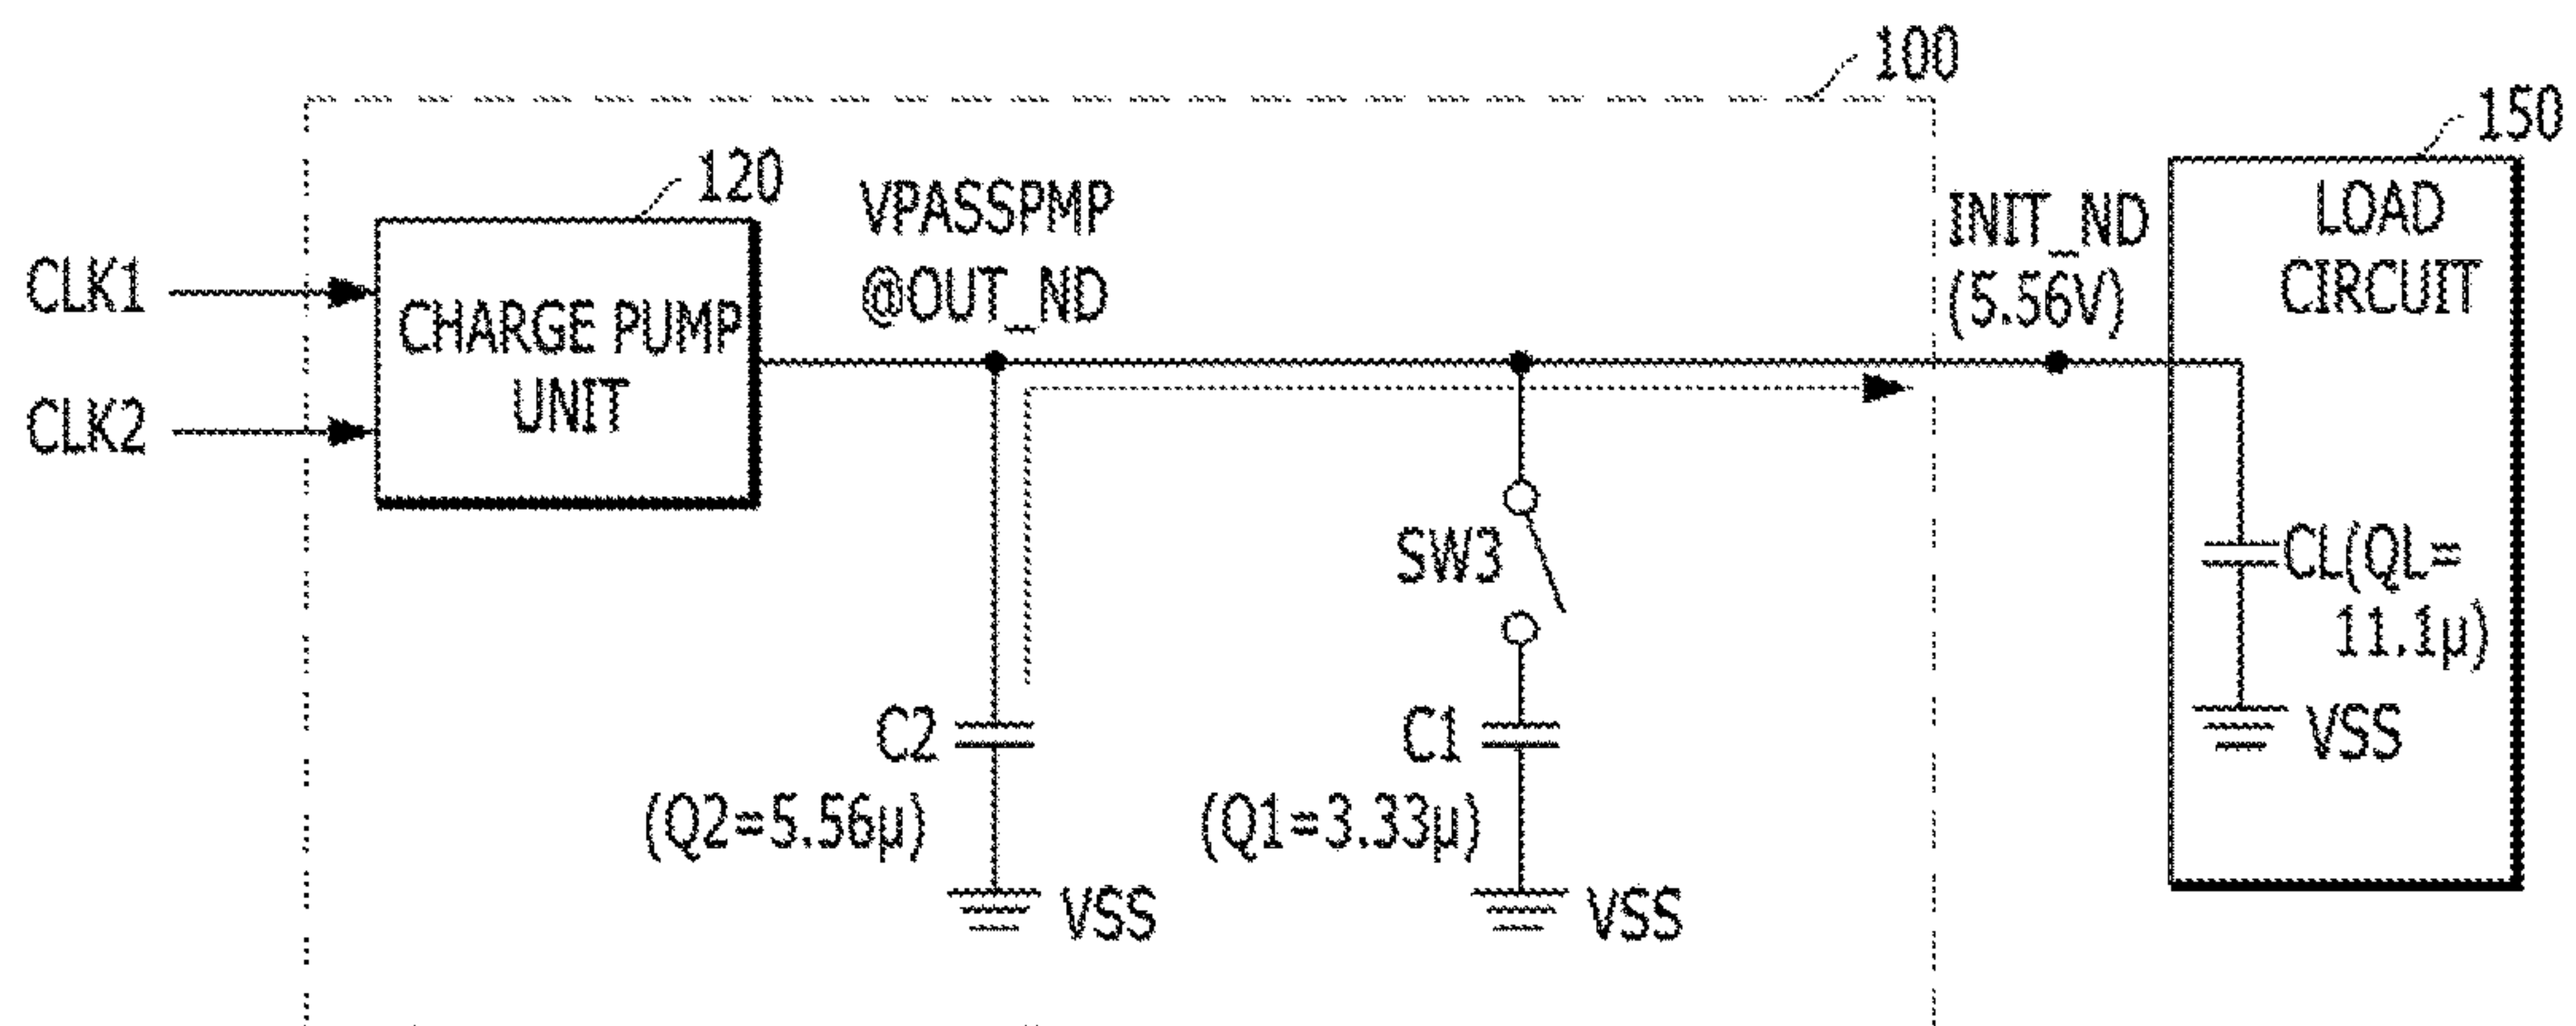 100
150
120
VPASSPMP
@OUT_ND
INIT_ND
(5.56V)
LOAD
CIRCUIT
CLK1
CHARGE PUMP
UNIT
CLK2
SW3
CL(QL=
11.1μ)
VSS
C2
(Q2=5.56μ)
C1
(Q1=3.33μ)
VSS
VSS